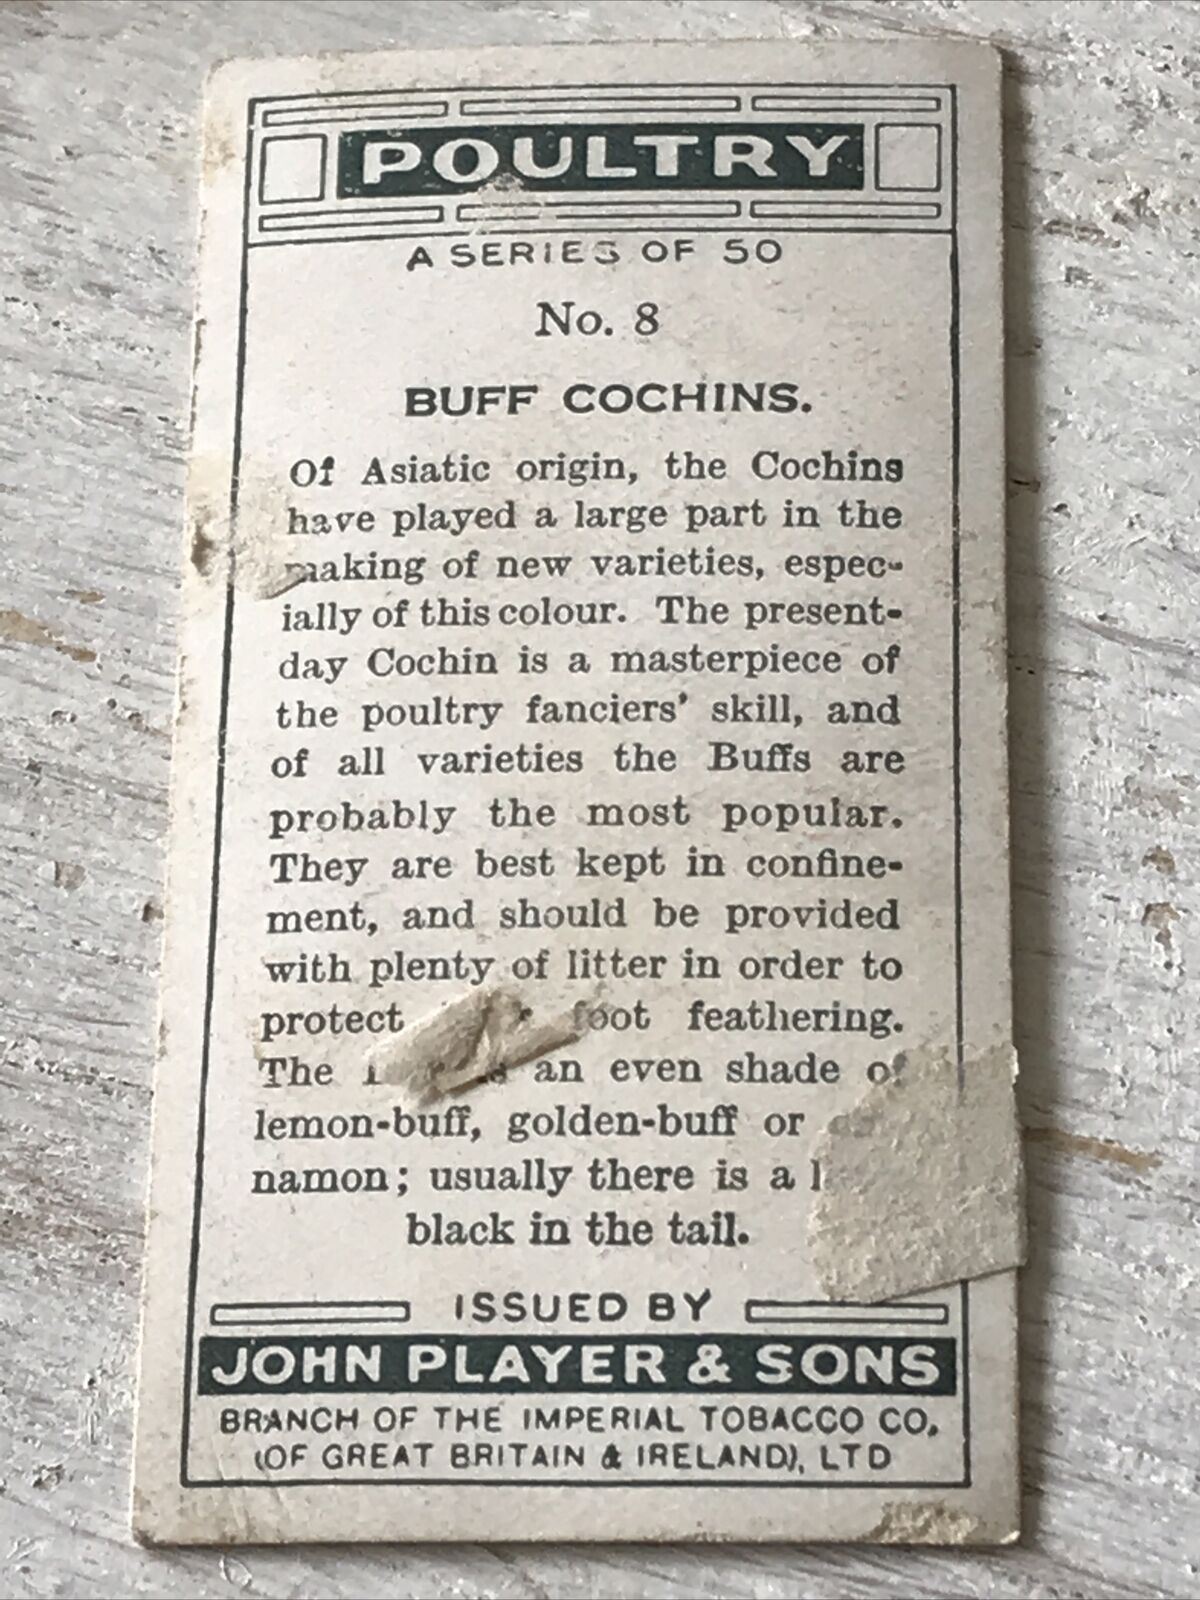 POULTRY
A SERIES OF 50
No. 8
BUFF COCHINS.
Of Asiatic origin, the Cochins
have played a large part in the
making of new varieties, espec-
ially of this colour. The present-
day Cochin is a masterpiece of
the poultry fanciers' skill, and
of all varieties the Buffs are
probably the most popular.
They are best kept in confine-
ment, and should be provided
with plenty of litter in order to
protect foot feathering.
The an even shade of
lemon-buff, golden-buff or
namon; usually there is a
black in the tail.
ISSUED BY
JOHN PLAYER & SONS
BRANCH OF THE IMPERIAL TOBACCO CO,
(OF GREAT BRITAIN & IRELAND), LTD